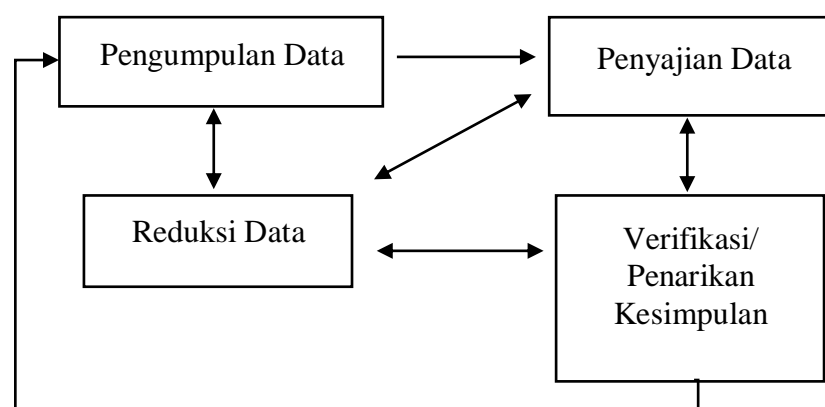 Pengumpulan Data
Penyajian Data
Reduksi Data
Verifikasi/
Penarikan
Kesimpulan